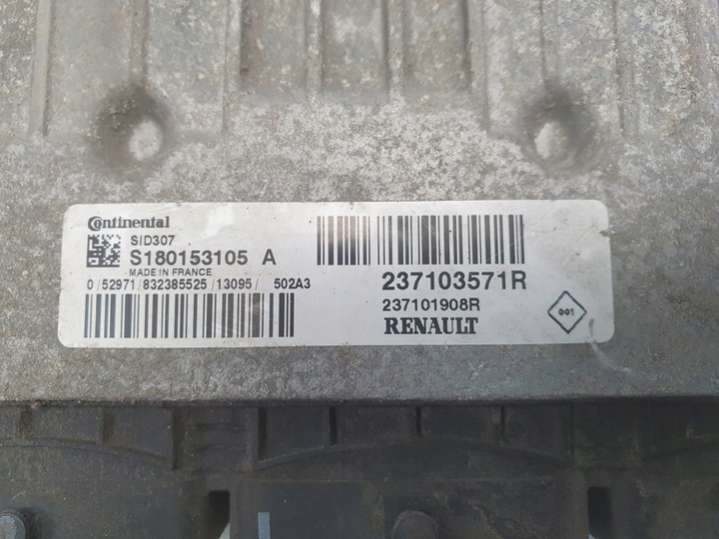 Continental
SID307
S180153105 A
MADE IN FRANCE
0/52971/832385525/13095/ 502A3
237103571R
237101908R
RENAULT
001